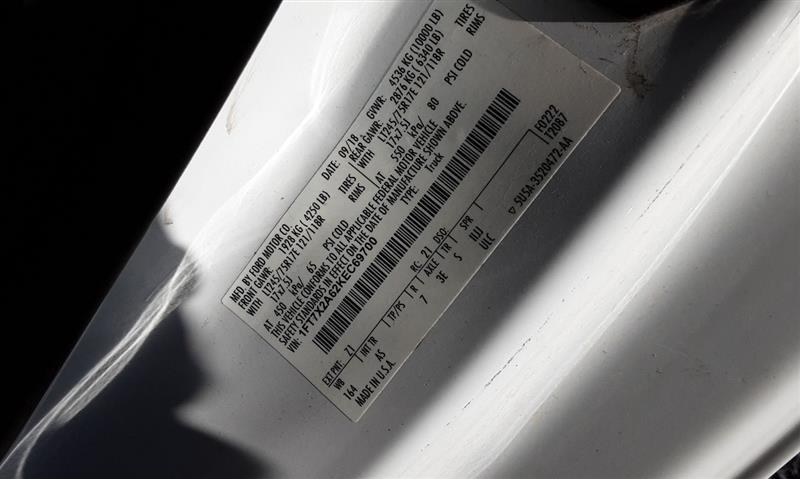 MFD. BY FORD MOTOR CO.
DATE: 09/18 GVWR: 4536 KG (10000 LB)
FRONT GAWR: 1928 KG ( 4250 LB) REAR GAWR: 2876 KG ( 6340 LB)
WITH LT245/75R17E 121/118R TIRES WITH LT245/75R17E 121/118R TIRES
17x7.5J RIMS 17x7.5J RIMS
AT 450 kPa/ 65 PSI COLD AT 550 kPa/ 80 PSI COLD
THIS VEHICLE CONFORMS TO ALL APPLICABLE FEDERAL MOTOR VEHICLE
SAFETY STANDARDS IN EFFECT ON THE DATE OF MANUFACTURE SHOWN ABOVE.
VIN: 1FT7X2A62KEC69700 TYPE: Truck
F0222
12087
EXT PNT: Z1 RC: 21 DSO:
WB INT TR TP/PS R AXLE TR SPR
164 AS 7 3E S IIJJ
MADE IN U.S.A. ULC
▽ 5U5A-3520472-AA